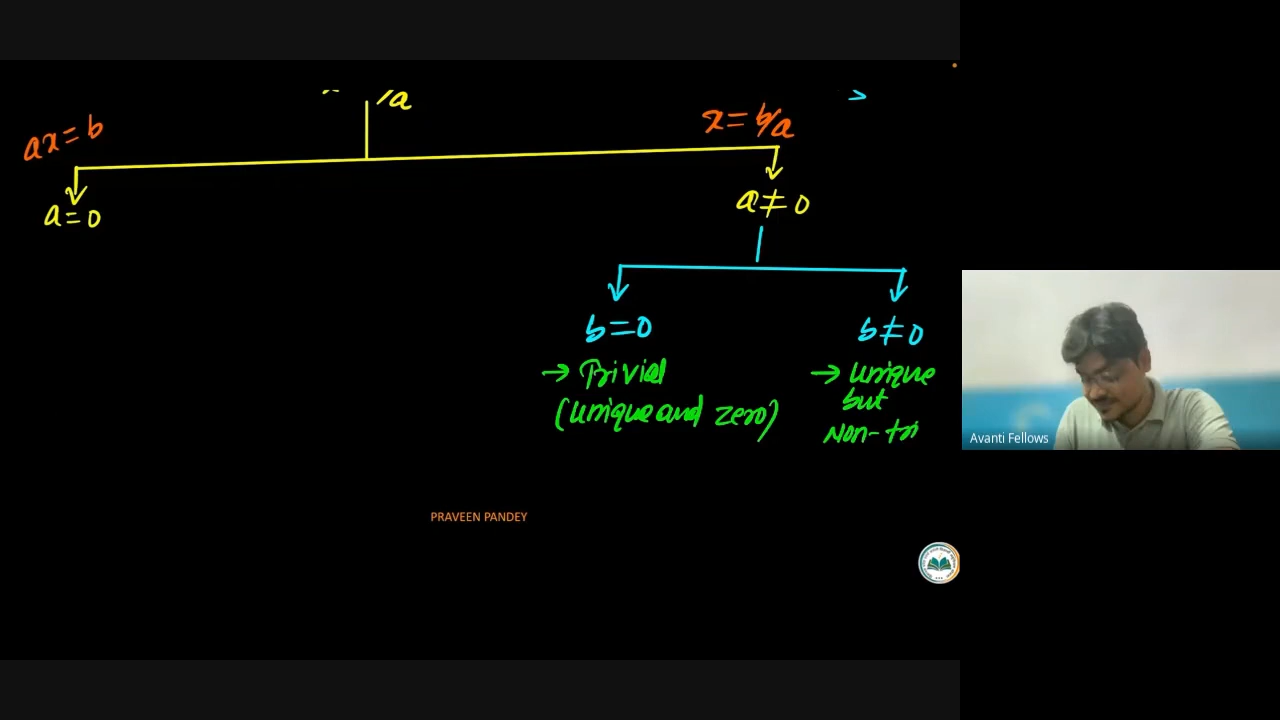 /a
ax = b
x = b/a
a = 0
a ≠ 0
b = 0
b ≠ 0
→ Trivial
(unique and zero)
→ unique
but
Non-tri
Avanti Fellows
PRAVEEN PANDEY